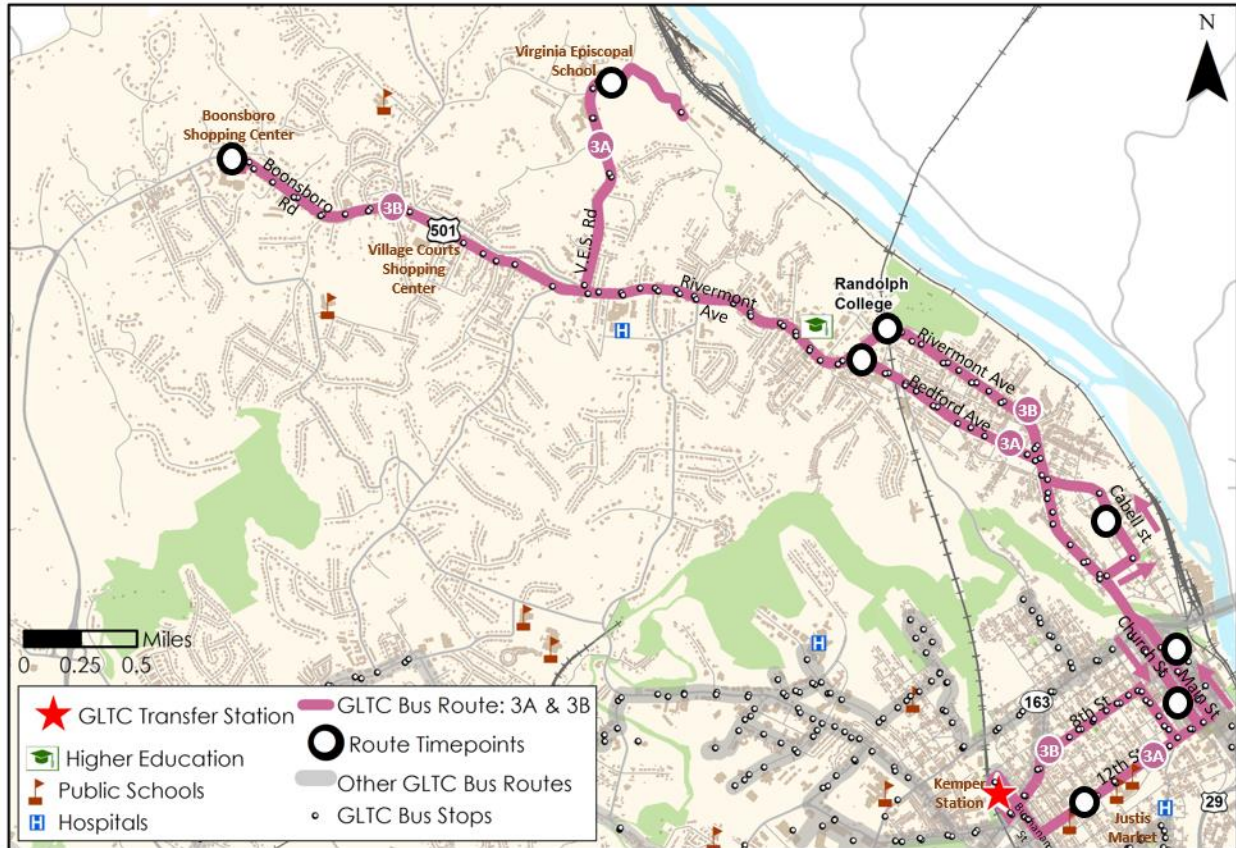 N
Virginia Episcopal
School
Boonsboro
Shopping Center
3A
Boonsboro
Rd
3B
501
V.E.S. Rd
Village Courts
Shopping
Center
Rivermont
Ave
Randolph
College
H
Rivermont Ave
Bedford Ave
3B
3A
Cabell st
Miles
0 0.25 0.5
Church St
Main St
H
163
8th St
3B
3A
12th St
Kemper
Station
Buchanan
St
Justis
Market
H
29
GLTC Transfer Station
Higher Education
Public Schools
H Hospitals
GLTC Bus Route: 3A & 3B
Route Timepoints
Other GLTC Bus Routes
GLTC Bus Stops